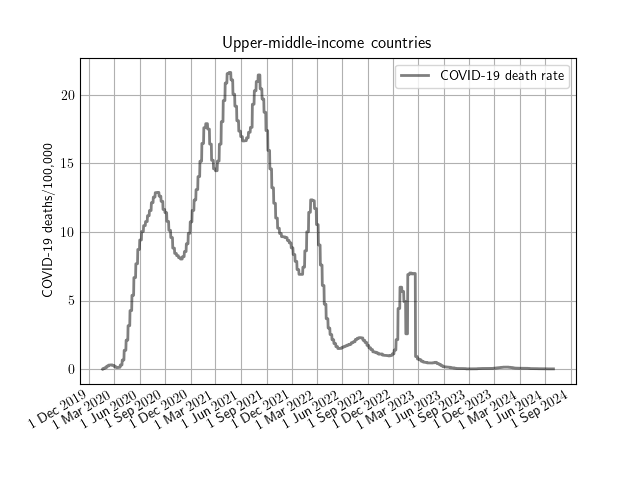 Upper-middle-income countries
COVID-19 death rate
COVID-19 deaths/100,000
20
15
10
5
0
1 Dec 2019
1 Mar 2020
1 Jun 2020
1 Sep 2020
1 Dec 2020
1 Mar 2021
1 Jun 2021
1 Sep 2021
1 Dec 2021
1 Mar 2022
1 Jun 2022
1 Sep 2022
1 Dec 2022
1 Mar 2023
1 Jun 2023
1 Sep 2023
1 Dec 2023
1 Mar 2024
1 Jun 2024
1 Sep 2024